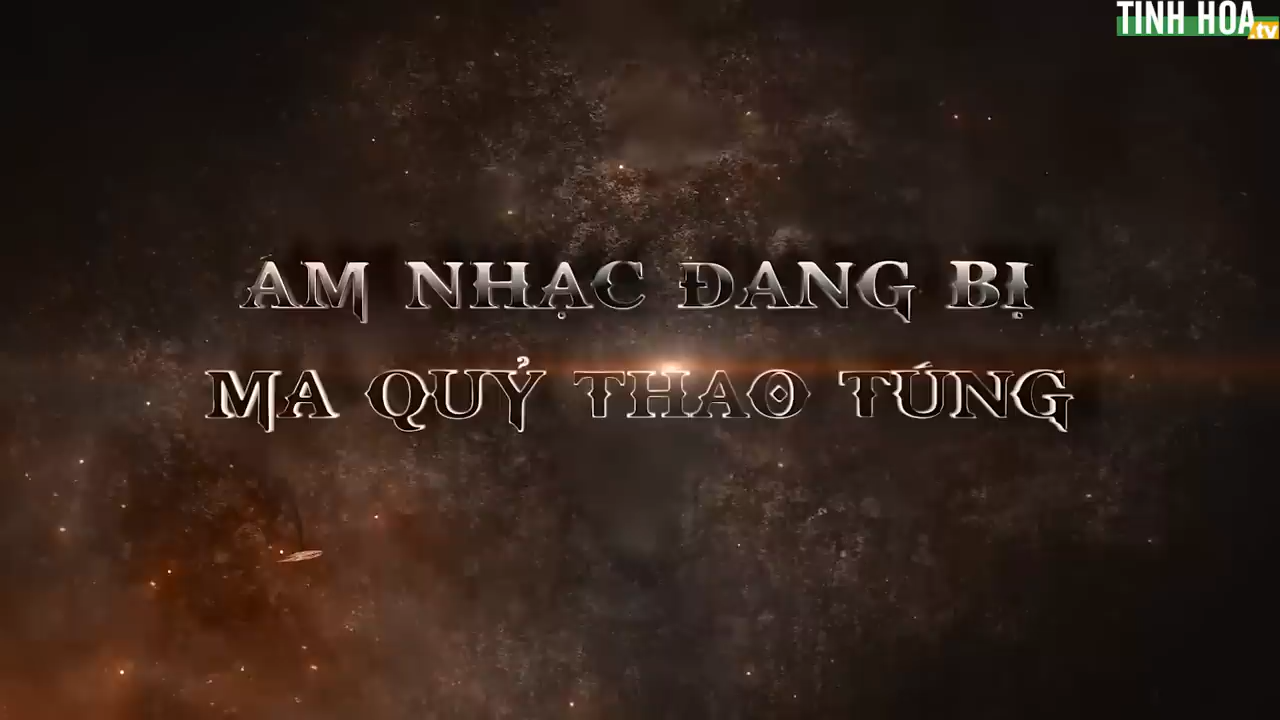 TINH HOA.tv
ÂM NHẠC ĐANG BỊ
MA QUỶ THAO TÚNG